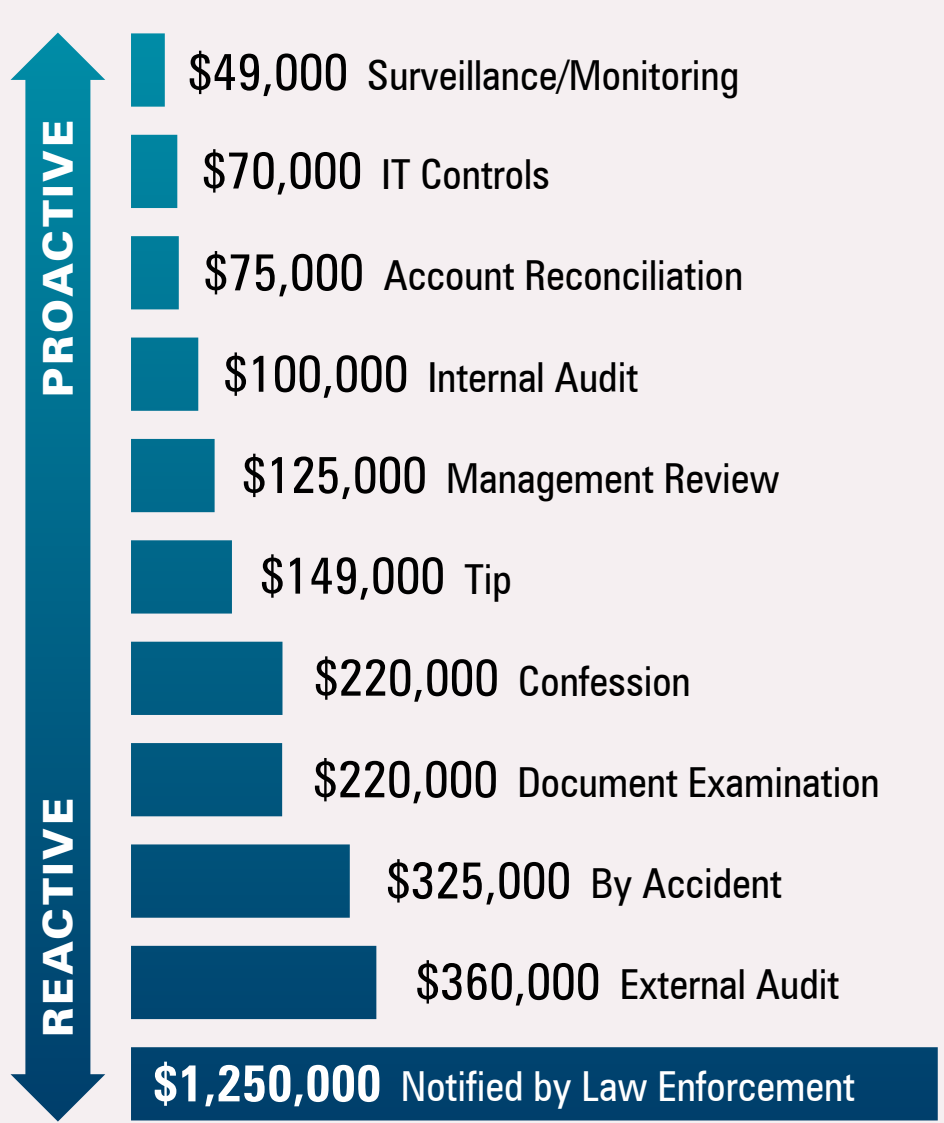 PROACTIVE
$49,000 Surveillance/Monitoring
$70,000 IT Controls
$75,000 Account Reconciliation
$100,000 Internal Audit
$125,000 Management Review
$149,000 Tip
$220,000 Confession
$220,000 Document Examination
REACTIVE
$325,000 By Accident
$360,000 External Audit
$1,250,000 Notified by Law Enforcement